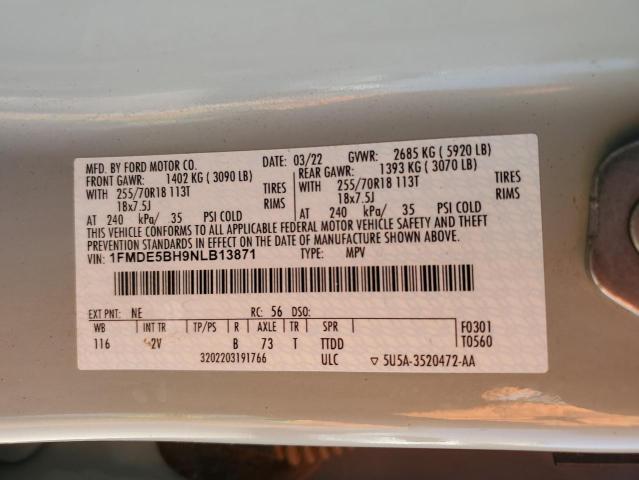 MFD. BY FORD MOTOR CO. DATE: 03/22 GVWR: 2685 KG ( 5920 LB)
FRONT GAWR: 1402 KG ( 3090 LB) REAR GAWR: 1393 KG ( 3070 LB)
WITH 255/70R18 113T TIRES WITH 255/70R18 113T TIRES
18x7.5J RIMS 18x7.5J RIMS
AT 240 kPa/ 35 PSI COLD AT 240 kPa/ 35 PSI COLD
THIS VEHICLE CONFORMS TO ALL APPLICABLE FEDERAL MOTOR VEHICLE SAFETY AND THEFT
PREVENTION STANDARDS IN EFFECT ON THE DATE OF MANUFACTURE SHOWN ABOVE.
VIN: 1FMDE5BH9NLB13871 TYPE: MPV
EXT PNT: NE RC: 56 DSO:
WB INT TR TP/PS R AXLE TR SPR F0301
116 2V B 73 T TTDD T0560
3202203191766 ULC ▽ 5U5A-3520472-AA